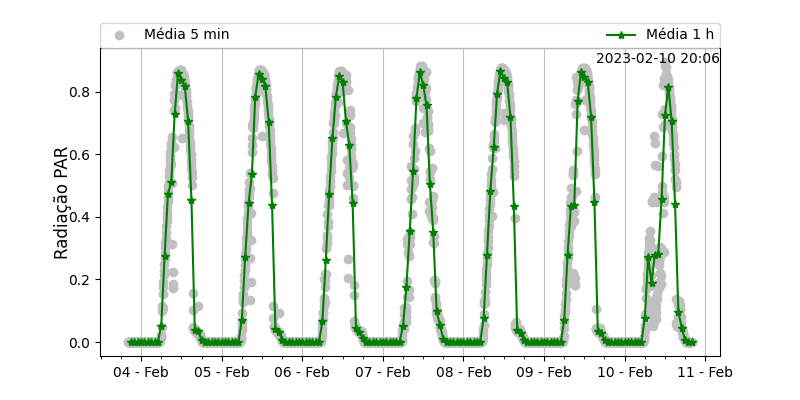 Média 5 min
Média 1 h
2023-02-10 20:06
Radiação PAR
0.8
0.6
0.4
0.2
0.0
04 - Feb
05 - Feb
06 - Feb
07 - Feb
08 - Feb
09 - Feb
10 - Feb
11 - Feb